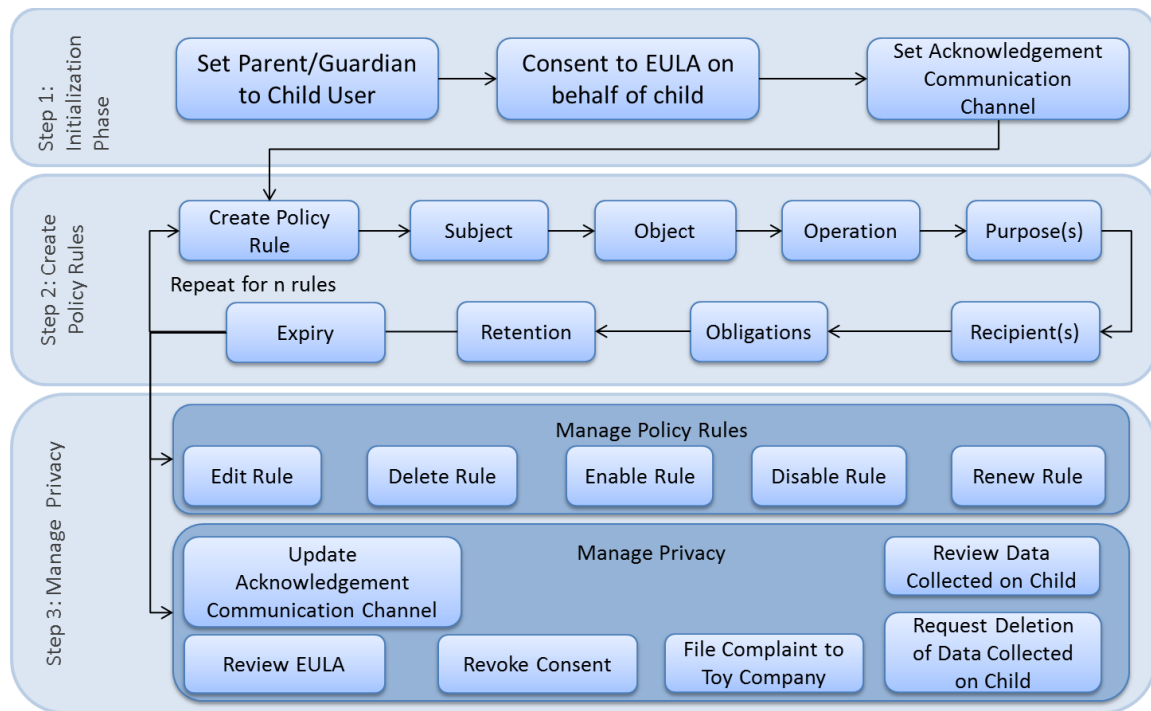 Step 1:
Initialization
Phase
Set Parent/Guardian
to Child User
Consent to EULA on
behalf of child
Set Acknowledgement
Communication
Channel
Step 2: Create
Policy Rules
Create Policy
Rule
Subject
Object
Operation
Purpose(s)
Repeat for n rules
Expiry
Retention
Obligations
Recipient(s)
Step 3: Manage Privacy
Manage Policy Rules
Edit Rule
Delete Rule
Enable Rule
Disable Rule
Renew Rule
Manage Privacy
Update
Acknowledgement
Communication Channel
Review Data
Collected on Child
Review EULA
Revoke Consent
File Complaint to
Toy Company
Request Deletion
of Data Collected
on Child